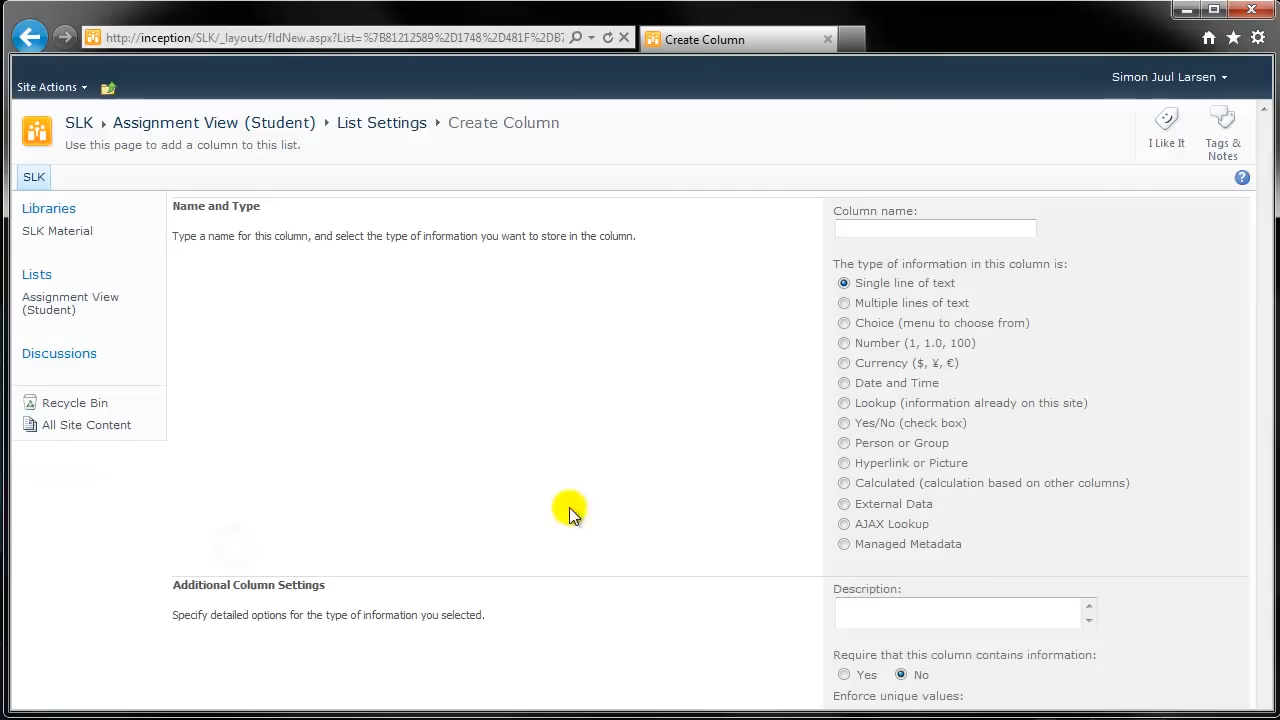 http://inception/SLK/_layouts/fldNew.aspx?List=%7B81212589%2D1748%2D481F%2DB7
Create Column
Simon Juul Larsen
Site Actions
SLK
Assignment View (Student)
List Settings
Create Column
Use this page to add a column to this list.
I Like It
Tags &
Notes
SLK
Libraries
SLK Material
Lists
Assignment View
(Student)
Discussions
Recycle Bin
All Site Content
Name and Type
Type a name for this column, and select the type of information you want to store in the column.
Column name:
The type of information in this column is:
Single line of text
Multiple lines of text
Choice (menu to choose from)
Number (1, 1.0, 100)
Currency ($, ¥, €)
Date and Time
Lookup (information already on this site)
Yes/No (check box)
Person or Group
Hyperlink or Picture
Calculated (calculation based on other columns)
External Data
AJAX Lookup
Managed Metadata
Additional Column Settings
Specify detailed options for the type of information you selected.
Description:
Require that this column contains information:
Yes
No
Enforce unique values: